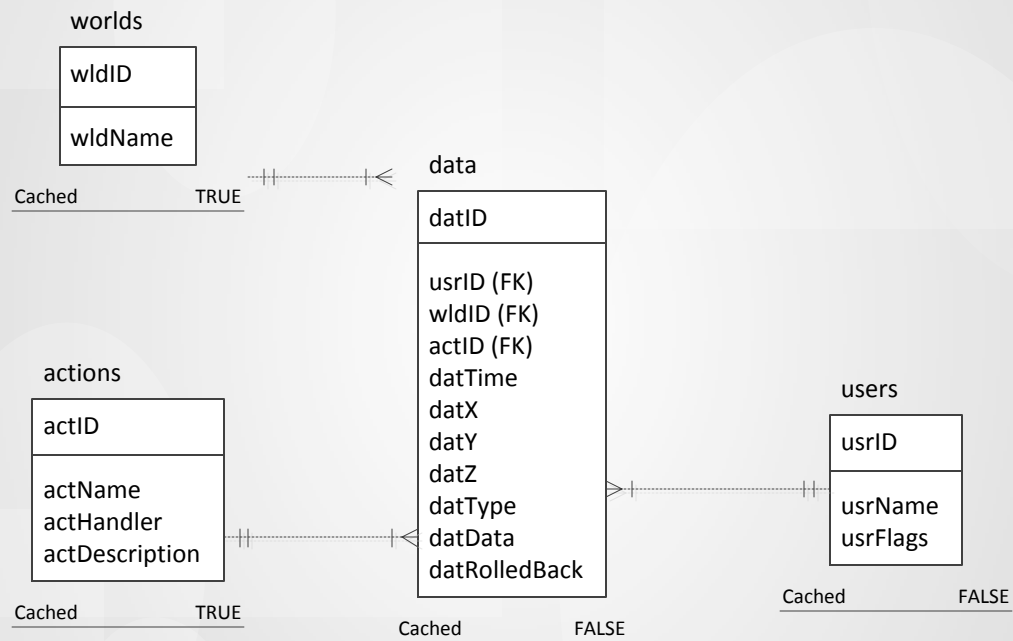 worlds
wldID
wldName
Cached TRUE
data
datID
usrID (FK)
wldID (FK)
actID (FK)
datTime
datX
datY
datZ
datType
datData
datRolledBack
Cached FALSE
actions
actID
actName
actHandler
actDescription
Cached TRUE
users
usrID
usrName
usrFlags
Cached FALSE